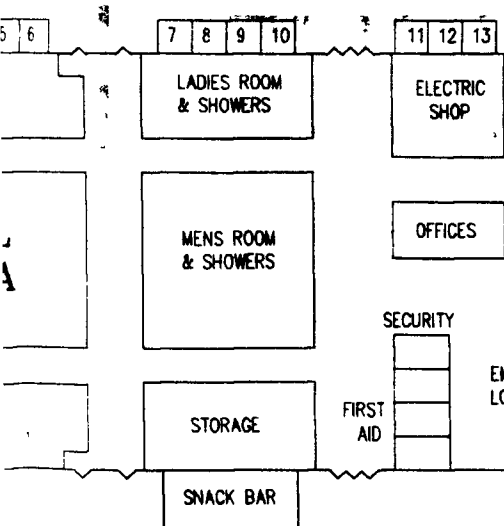 5 6 7 8 9 10 11 12 13
LADIES ROOM
& SHOWERS
ELECTRIC
SHOP
MENS ROOM
& SHOWERS
OFFICES
A
SECURITY
FIRST
AID
STORAGE
SNACK BAR